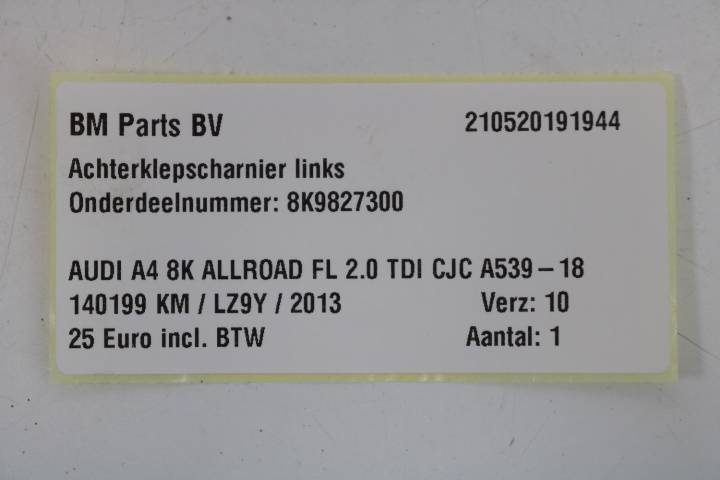 BM Parts BV 210520191944
Achterklepscharnier links
Onderdeelnummer: 8K9827300
AUDI A4 8K ALLROAD FL 2.0 TDI CJC A539-18
140199 KM / LZ9Y / 2013 Verz: 10
25 Euro incl. BTW Aantal: 1